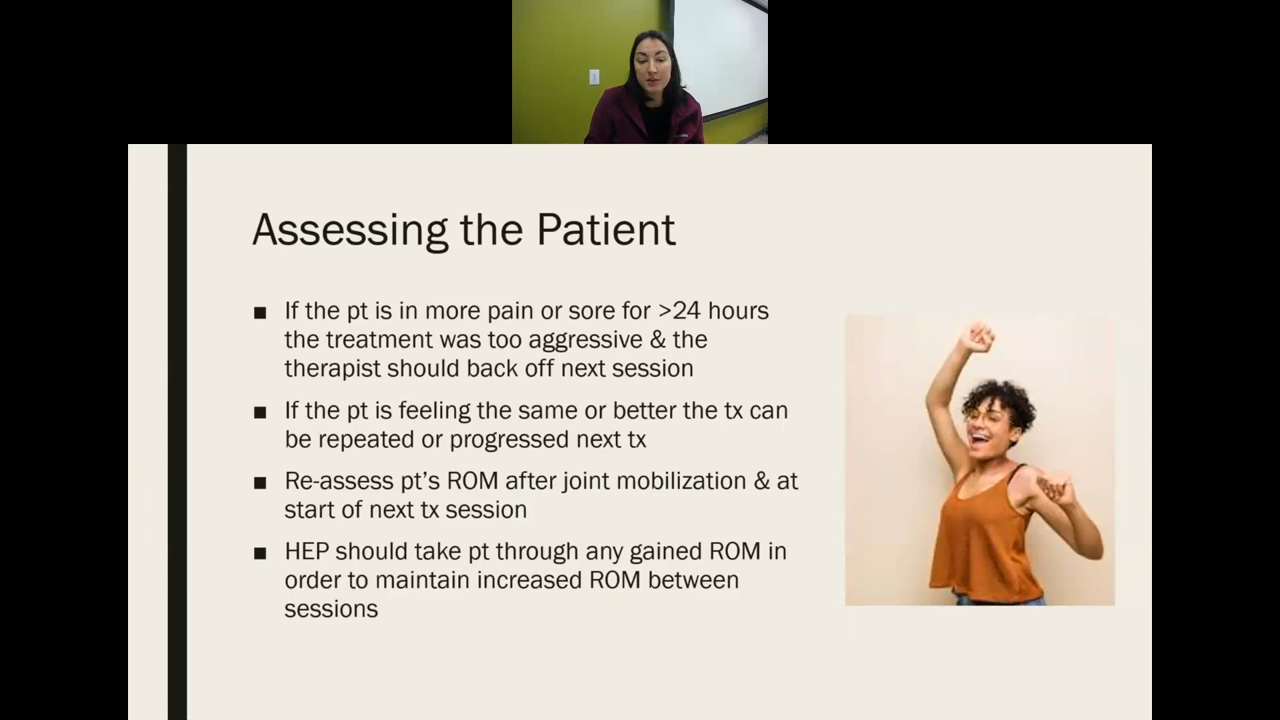 Assessing the Patient
■ If the pt is in more pain or sore for >24 hours
the treatment was too aggressive & the
therapist should back off next session
■ If the pt is feeling the same or better the tx can
be repeated or progressed next tx
■ Re-assess pt’s ROM after joint mobilization & at
start of next tx session
■ HEP should take pt through any gained ROM in
order to maintain increased ROM between
sessions